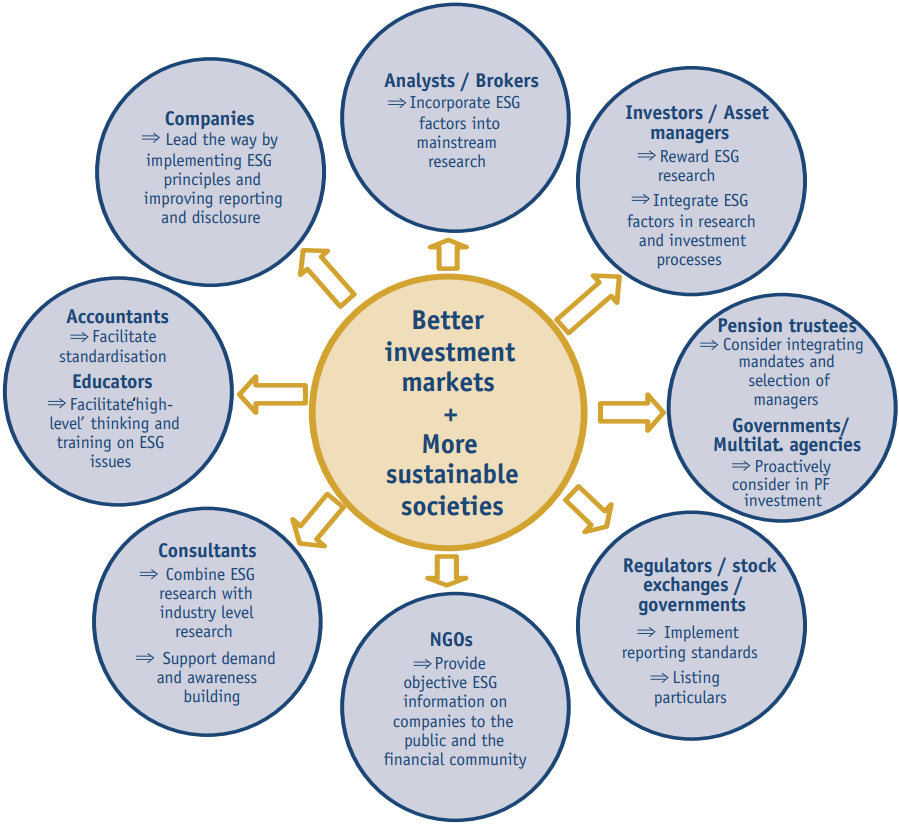 Analysts / Brokers
⇒ Incorporate ESG
factors into
mainstream
research
Investors / Asset
managers
⇒ Reward ESG
research
⇒ Integrate ESG
factors in research
and investment
processes
Pension trustees
⇒ Consider integrating
mandates and
selection of
managers
Governments/
Multilat. agencies
⇒ Proactively
consider in PF
investment
Regulators / stock
exchanges /
governments
⇒ Implement
reporting standards
⇒ Listing
particulars
NGOs
⇒ Provide
objective ESG
information on
companies to the
public and the
financial community
Consultants
⇒ Combine ESG
research with
industry level
research
⇒ Support demand
and awareness
building
Accountants
⇒ Facilitate
standardisation
Educators
⇒ Facilitate‘high-
level’ thinking and
training on ESG
issues
Companies
⇒ Lead the way by
implementing ESG
principles and
improving reporting
and disclosure
Better
investment
markets
+
More
sustainable
societies